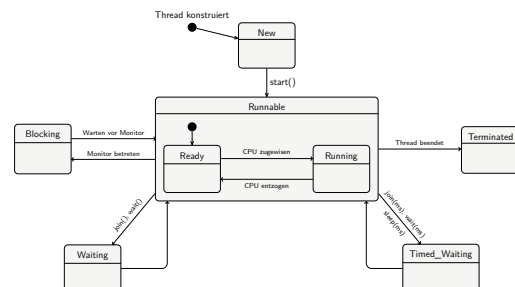 Thread konstruiert
New
start()
Runnable
Blocking
Warten vor Monitor
Monitor betreten
Ready
CPU zugewisen
CPU entzogen
Running
Thread beendet
Terminated
join(), wait()
join(ms), wait(ms)
sleep(ms)
Waiting
Timed_Waiting